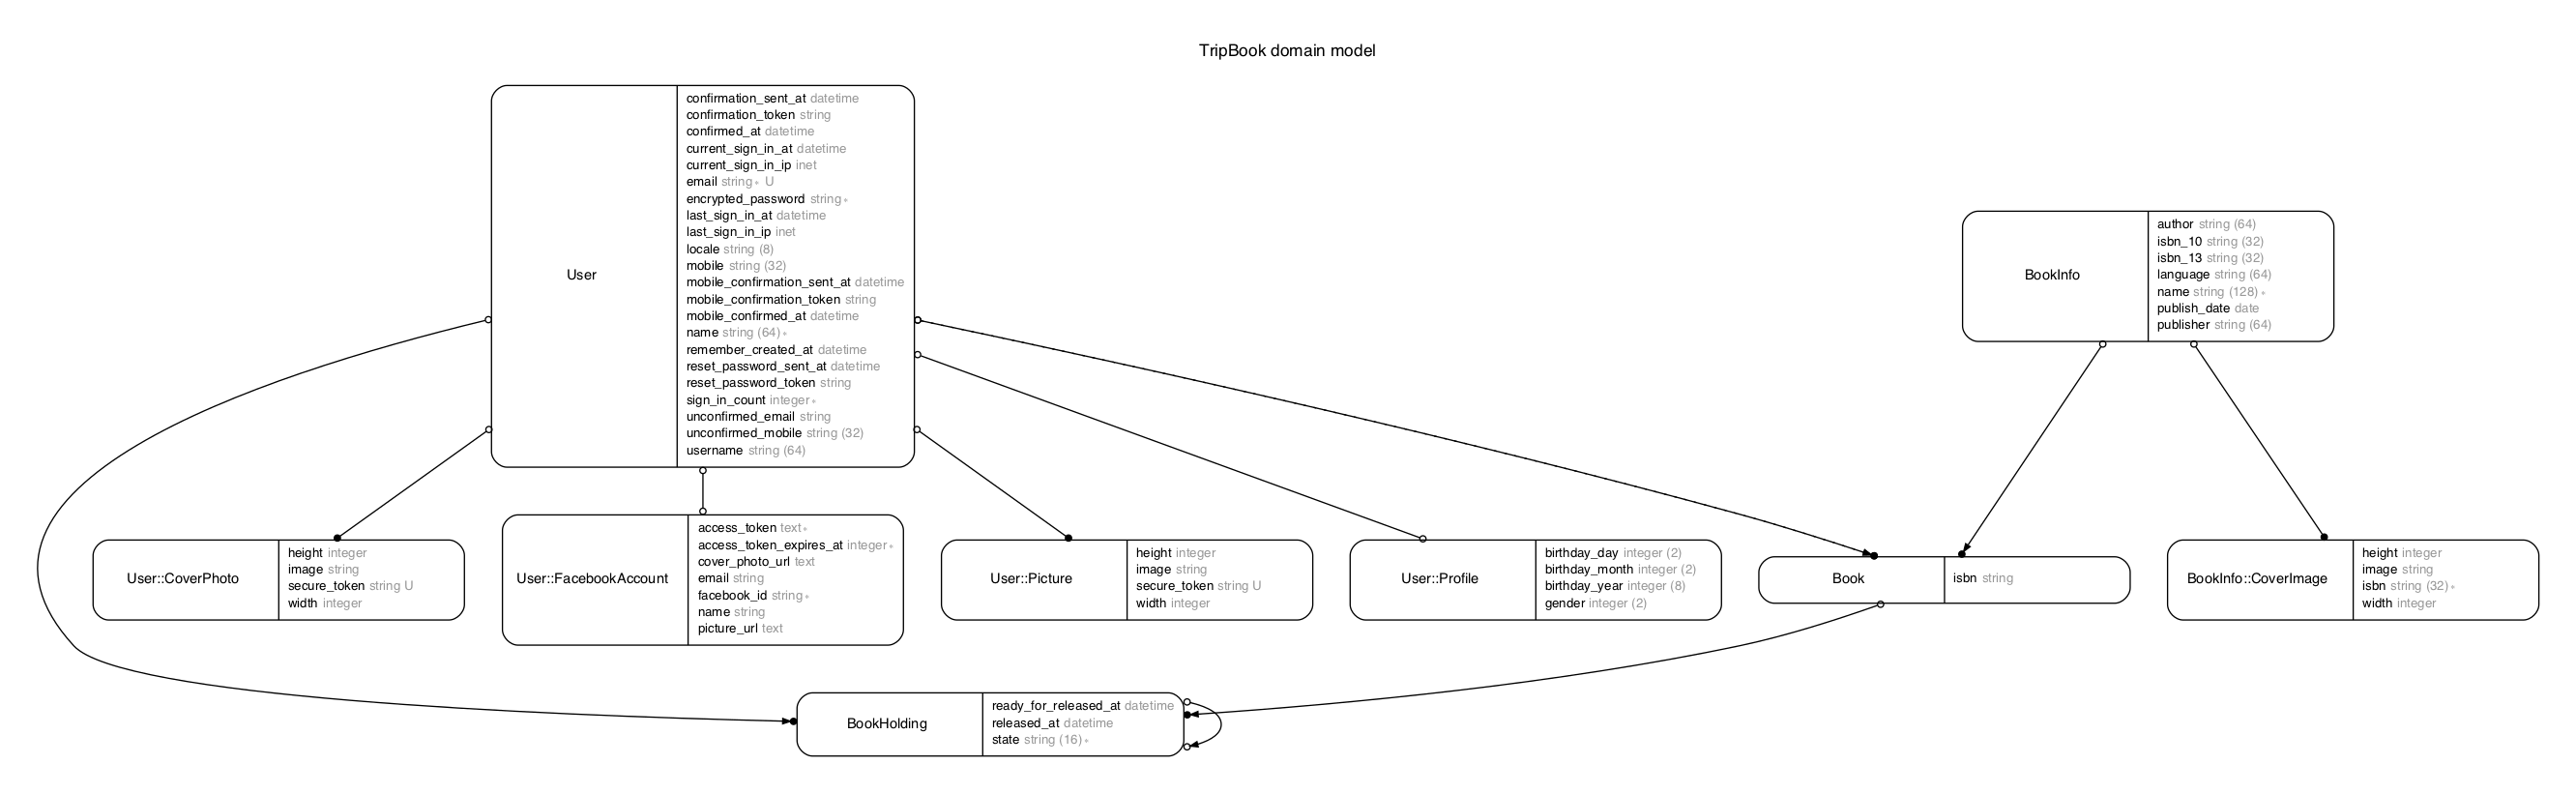 TripBook domain model
User
confirmation_sent_at datetime
confirmation_token string
confirmed_at datetime
current_sign_in_at datetime
current_sign_in_ip inet
email string∗ U
encrypted_password string∗
last_sign_in_at datetime
last_sign_in_ip inet
locale string (8)
mobile string (32)
mobile_confirmation_sent_at datetime
mobile_confirmation_token string
mobile_confirmed_at datetime
name string (64)∗
remember_created_at datetime
reset_password_sent_at datetime
reset_password_token string
sign_in_count integer∗
unconfirmed_email string
unconfirmed_mobile string (32)
username string (64)
BookInfo
author string (64)
isbn_10 string (32)
isbn_13 string (32)
language string (64)
name string (128)∗
publish_date date
publisher string (64)
User::CoverPhoto
height integer
image string
secure_token string U
width integer
User::FacebookAccount
access_token text∗
access_token_expires_at integer∗
cover_photo_url text
email string
facebook_id string∗
name string
picture_url text
User::Picture
height integer
image string
secure_token string U
width integer
User::Profile
birthday_day integer (2)
birthday_month integer (2)
birthday_year integer (8)
gender integer (2)
Book
isbn string
BookInfo::CoverImage
height integer
image string
isbn string (32)∗
width integer
BookHolding
ready_for_released_at datetime
released_at datetime
state string (16)∗